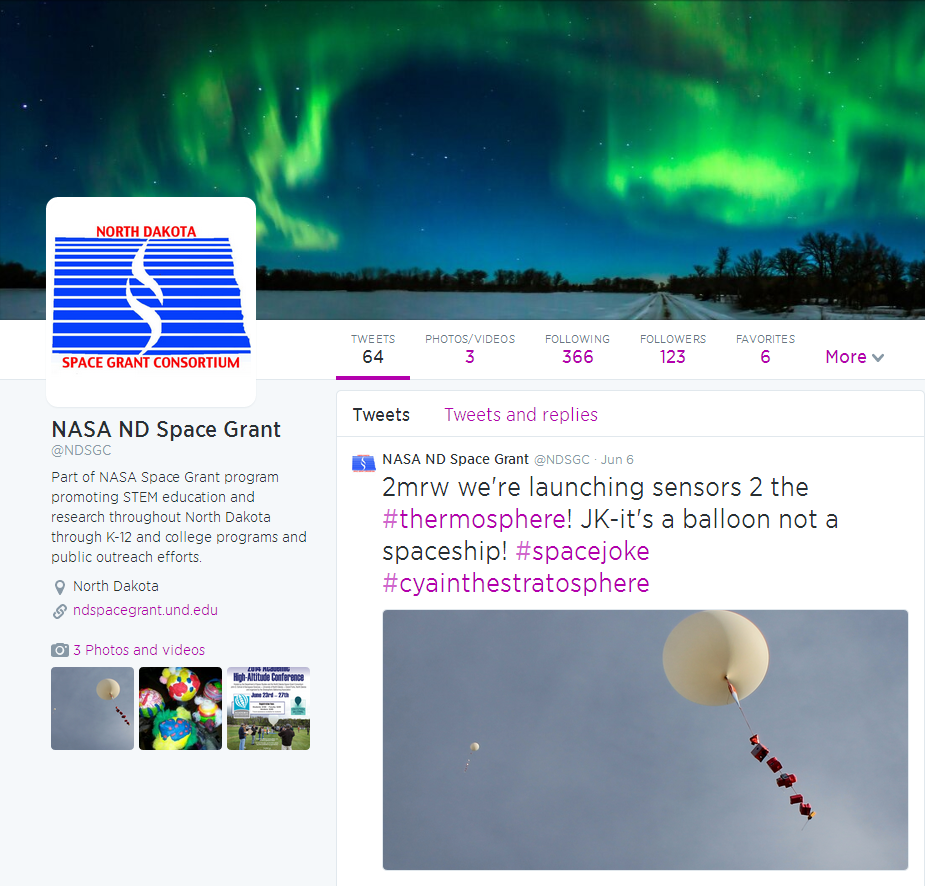 NORTH DAKOTA
SPACE GRANT CONSORTIUM
TWEETS
64
PHOTOS/VIDEOS
3
FOLLOWING
366
FOLLOWERS
123
FAVORITES
6
More
NASA ND Space Grant
@NDSGC
Part of NASA Space Grant program
promoting STEM education and
research throughout North Dakota
through K-12 and college programs and
public outreach efforts.
North Dakota
ndspacegrant.und.edu
3 Photos and videos
2014 Academic
High-Altitude Conference
June 23rd - 27th
Tweets
Tweets and replies
NASA ND Space Grant @NDSGC · Jun 6
2mrw we're launching sensors 2 the
#thermosphere! JK-it's a balloon not a
spaceship! #spacejoke
#cyainthestratosphere